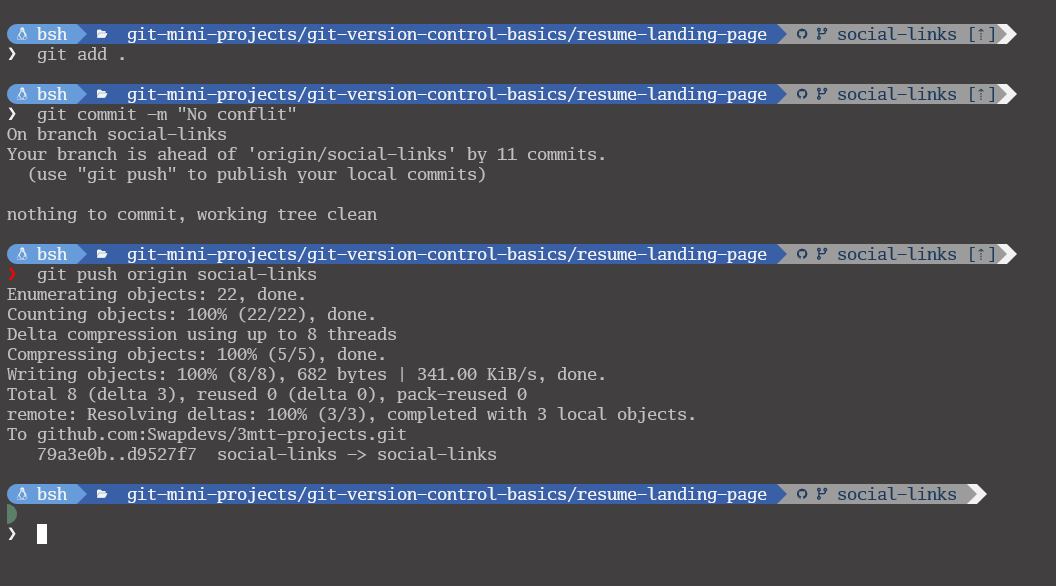 bsh git-mini-projects/git-version-control-basics/resume-landing-page social-links [↑]
❯ git add .
bsh git-mini-projects/git-version-control-basics/resume-landing-page social-links [↑]
❯ git commit -m "No conflit"
On branch social-links
Your branch is ahead of 'origin/social-links' by 11 commits.
(use "git push" to publish your local commits)
nothing to commit, working tree clean
bsh git-mini-projects/git-version-control-basics/resume-landing-page social-links [↑]
❯ git push origin social-links
Enumerating objects: 22, done.
Counting objects: 100% (22/22), done.
Delta compression using up to 8 threads
Compressing objects: 100% (5/5), done.
Writing objects: 100% (8/8), 682 bytes | 341.00 KiB/s, done.
Total 8 (delta 3), reused 0 (delta 0), pack-reused 0
remote: Resolving deltas: 100% (3/3), completed with 3 local objects.
To github.com:Swapdevs/3mtt-projects.git
79a3e0b..d9527f7 social-links -> social-links
bsh git-mini-projects/git-version-control-basics/resume-landing-page social-links
❯